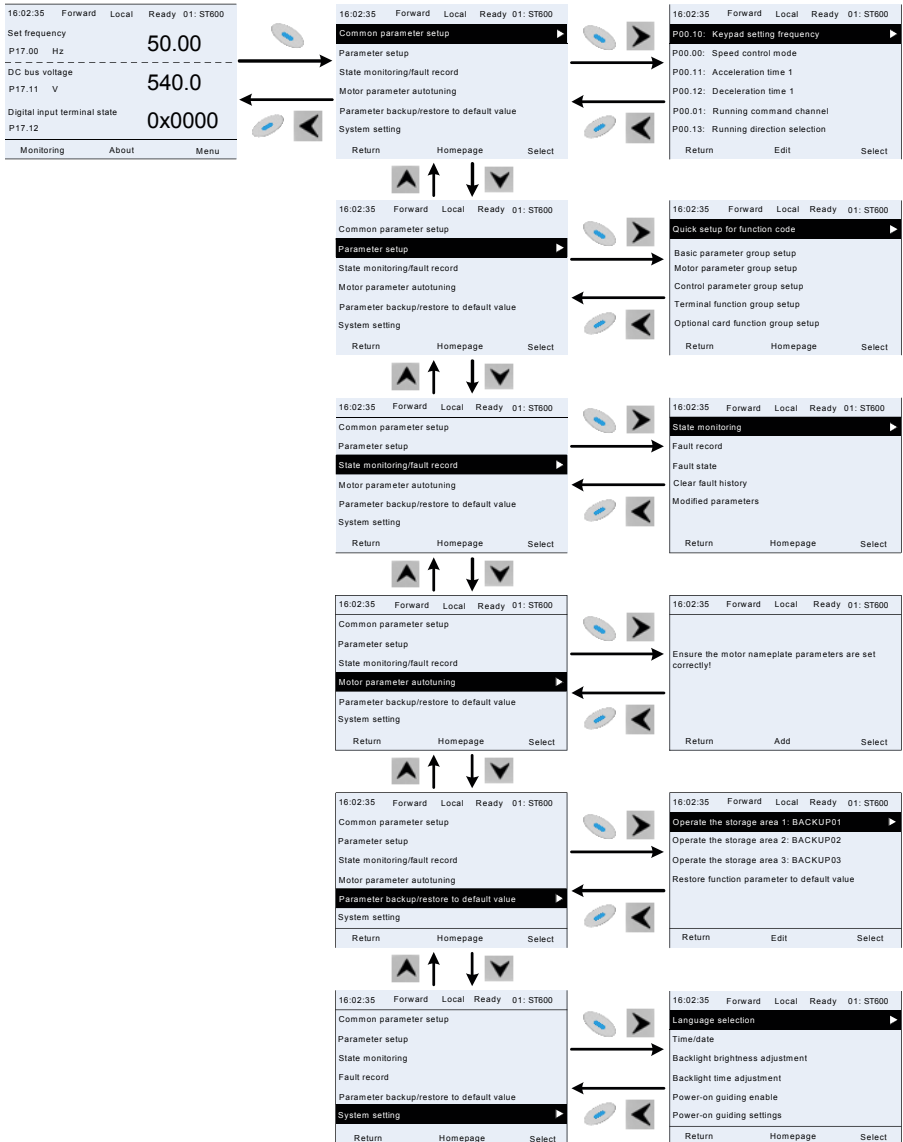 16:02:35 Forward Local Ready 01: ST600
Set frequency
P17.00 Hz 50.00
DC bus voltage
P17.11 V 540.0
Digital input terminal state
P17.12 0x0000
Monitoring About Menu
16:02:35 Forward Local Ready 01: ST600
Common parameter setup
Parameter setup
State monitoring/fault record
Motor parameter autotuning
Parameter backup/restore to default value
System setting
Return Homepage Select
16:02:35 Forward Local Ready 01: ST600
P00.10: Keypad setting frequency
P00.00: Speed control mode
P00.11: Acceleration time 1
P00.12: Deceleration time 1
P00.01: Running command channel
P00.13: Running direction selection
Return Edit Select
16:02:35 Forward Local Ready 01: ST600
Common parameter setup
Parameter setup
State monitoring/fault record
Motor parameter autotuning
Parameter backup/restore to default value
System setting
Return Homepage Select
16:02:35 Forward Local Ready 01: ST600
Quick setup for function code
Basic parameter group setup
Motor parameter group setup
Control parameter group setup
Terminal function group setup
Optional card function group setup
Return Homepage Select
16:02:35 Forward Local Ready 01: ST600
Common parameter setup
Parameter setup
State monitoring/fault record
Motor parameter autotuning
Parameter backup/restore to default value
System setting
Return Homepage Select
16:02:35 Forward Local Ready 01: ST600
State monitoring
Fault record
Fault state
Clear fault history
Modified parameters
Return Homepage Select
16:02:35 Forward Local Ready 01: ST600
Common parameter setup
Parameter setup
State monitoring/fault record
Motor parameter autotuning
Parameter backup/restore to default value
System setting
Return Homepage Select
16:02:35 Forward Local Ready 01: ST600
Ensure the motor nameplate parameters are set
correctly!
Return Add Select
16:02:35 Forward Local Ready 01: ST600
Common parameter setup
Parameter setup
State monitoring/fault record
Motor parameter autotuning
Parameter backup/restore to default value
System setting
Return Homepage Select
16:02:35 Forward Local Ready 01: ST600
Operate the storage area 1: BACKUP01
Operate the storage area 2: BACKUP02
Operate the storage area 3: BACKUP03
Restore function parameter to default value
Return Edit Select
16:02:35 Forward Local Ready 01: ST600
Common parameter setup
Parameter setup
State monitoring
Fault record
Parameter backup/restore to default value
System setting
Return Homepage Select
16:02:35 Forward Local Ready 01: ST600
Language selection
Time/date
Backlight brightness adjustment
Backlight time adjustment
Power-on guiding enable
Power-on guiding settings
Return Homepage Select